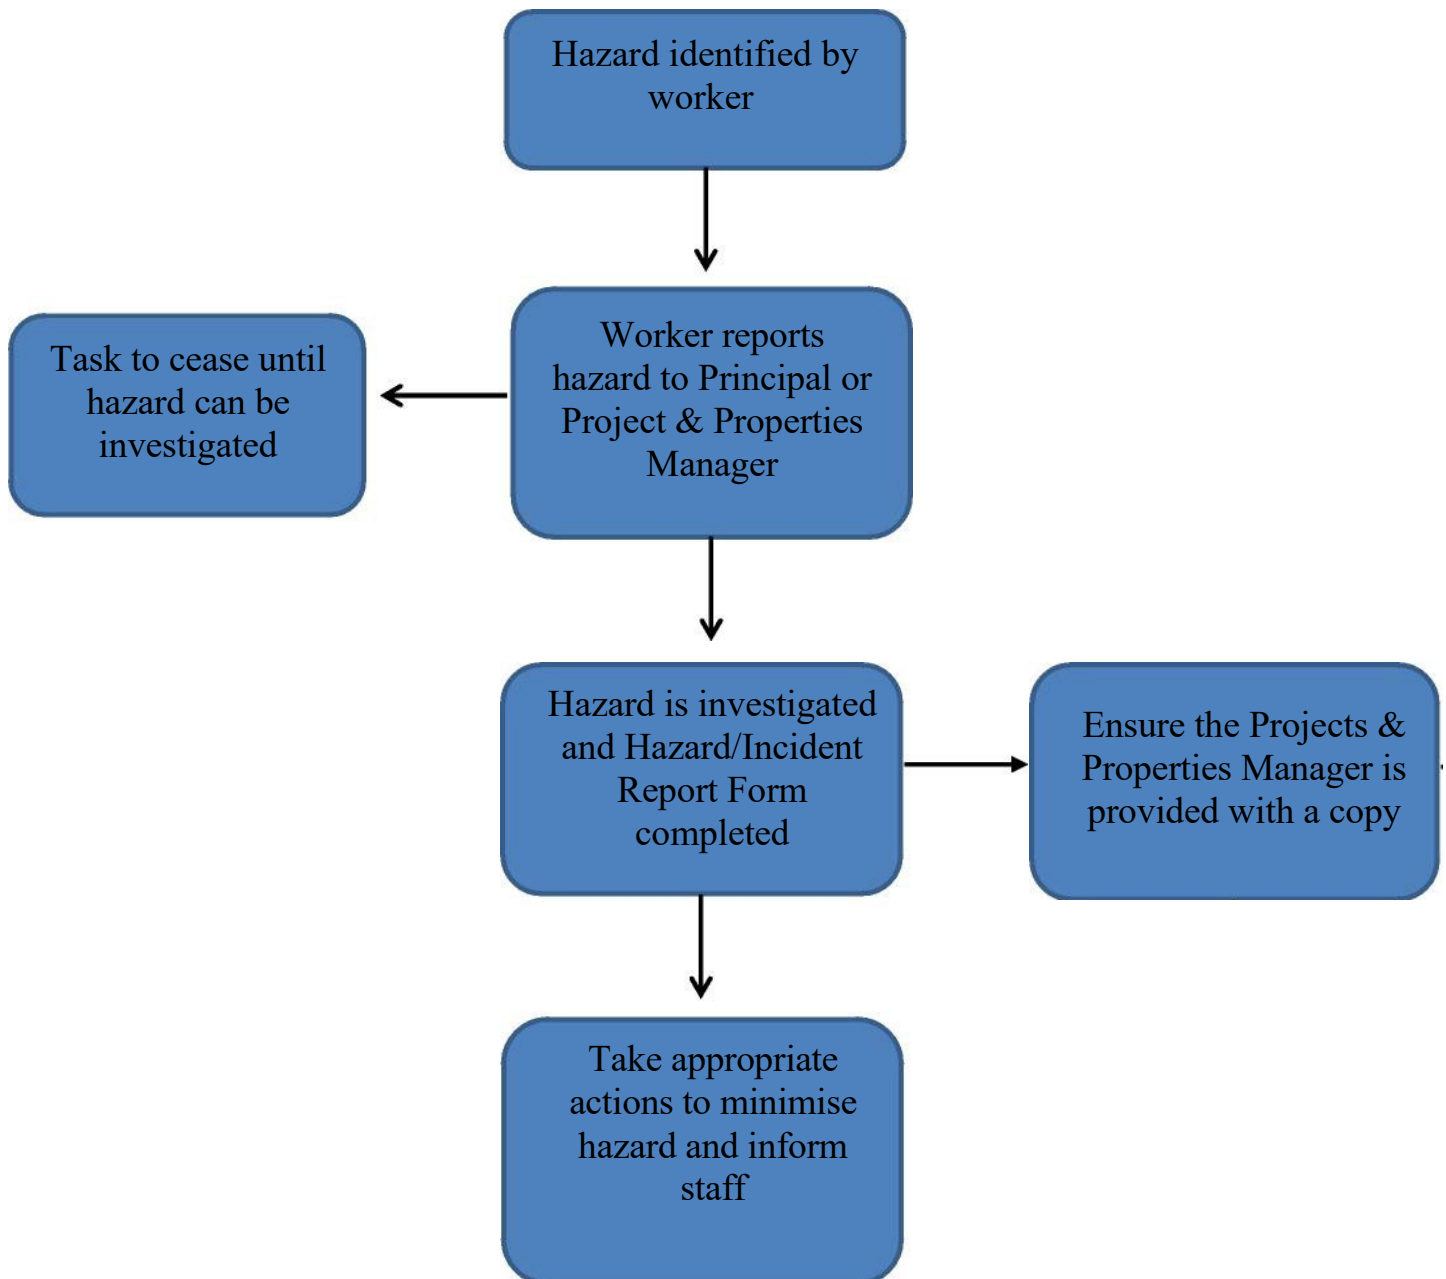 Hazard identified by
worker
Task to cease until
hazard can be
investigated
Worker reports
hazard to Principal or
Project & Properties
Manager
Hazard is investigated
and Hazard/Incident
Report Form
completed
Ensure the Projects &
Properties Manager is
provided with a copy
Take appropriate
actions to minimise
hazard and inform
staff